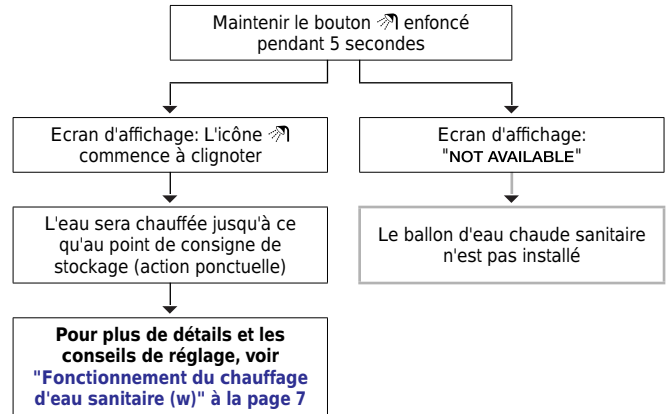 Maintenir le bouton enfoncé
pendant 5 secondes
Ecran d'affichage: L'icône
commence à clignoter
Ecran d'affichage:
"NOT AVAILABLE"
L'eau sera chauffée jusqu'à ce
qu'au point de consigne de
stockage (action ponctuelle)
Le ballon d'eau chaude sanitaire
n'est pas installé
Pour plus de détails et les
conseils de réglage, voir
"Fonctionnement du chauffage
d'eau sanitaire (w)" à la page 7